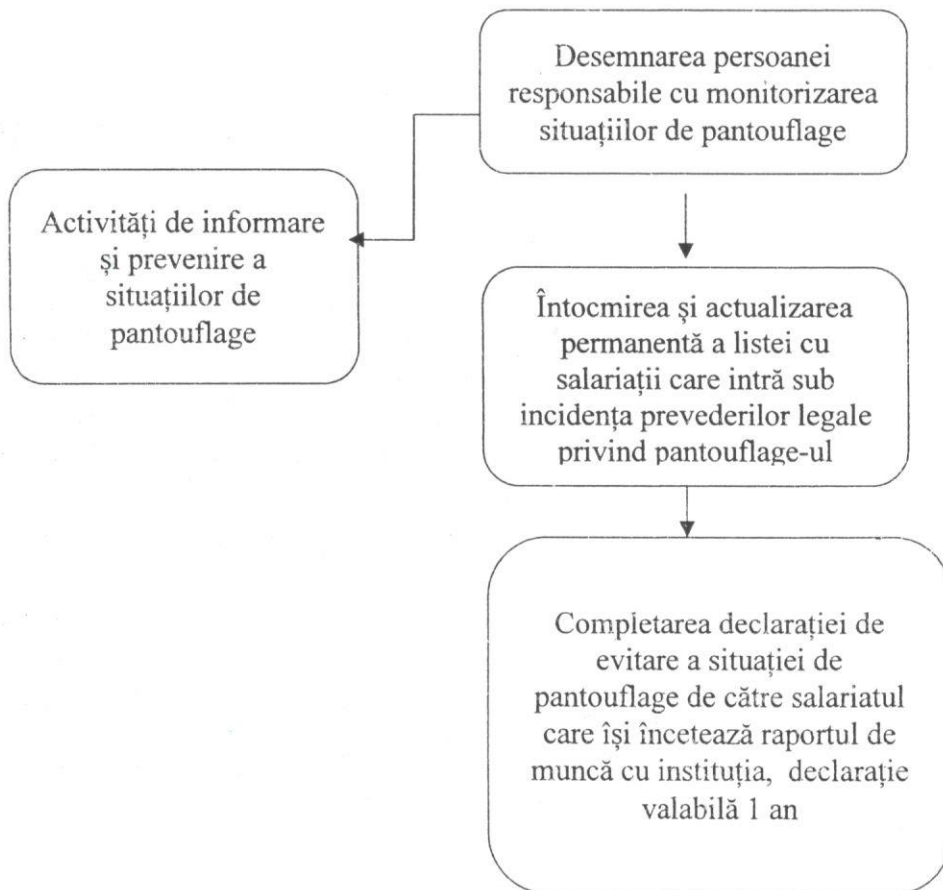 Desemnarea persoanei
responsabile cu monitorizarea
situațiilor de pantouflage
Activități de informare
și prevenire a
situațiilor de
pantouflage
Întocmirea și actualizarea
permanentă a listei cu
salariații care intră sub
incidența prevederilor legale
privind pantouflage-ul
Completarea declarației de
evitare a situației de
pantouflage de către salariatul
care își încetează raportul de
muncă cu instituția, declarație
valabilă 1 an